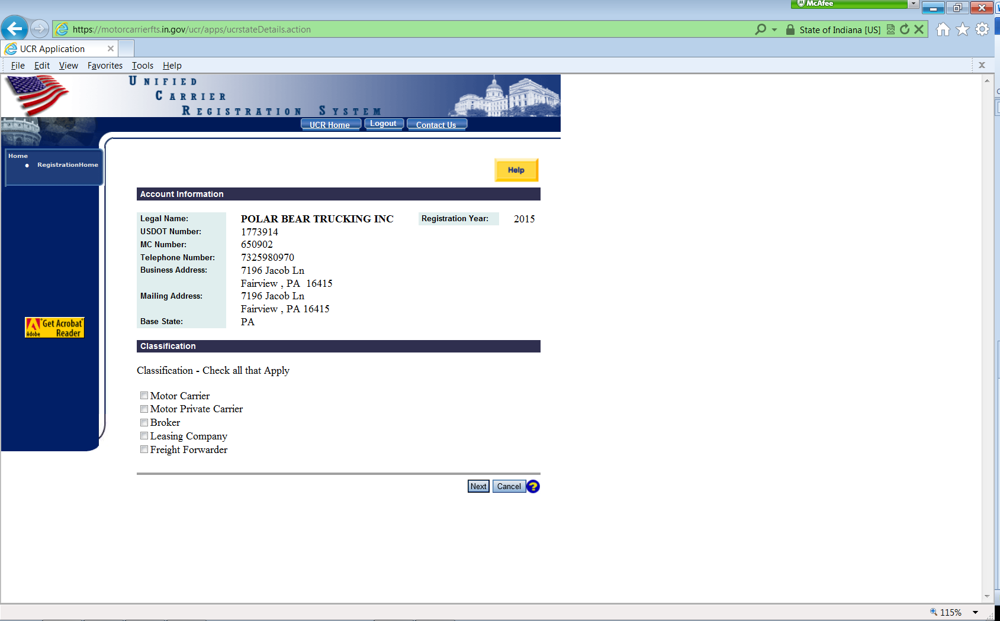 McAfee
https://motorcarrierfts.in.gov/ucr/apps/ucrstateDetails.action
State of Indiana [US]
UCR Application
File Edit View Favorites Tools Help
UNIFIED
CARRIER
REGISTRATION SYSTEM
UCR Home Logout Contact Us
Home
RegistrationHome
Help
Account Information
Legal Name: POLAR BEAR TRUCKING INC Registration Year: 2015
USDOT Number: 1773914
MC Number: 650902
Telephone Number: 7325980970
Business Address: 7196 Jacob Ln
Fairview , PA 16415
Mailing Address: 7196 Jacob Ln
Fairview , PA 16415
Base State: PA
Get Acrobat
Adobe Reader
Classification
Classification - Check all that Apply
Motor Carrier
Motor Private Carrier
Broker
Leasing Company
Freight Forwarder
Next Cancel ?
115%